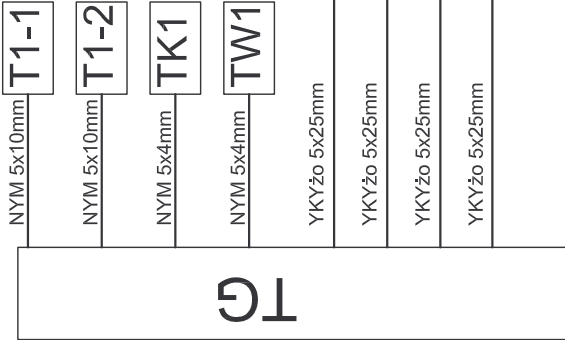 T1-1
T1-2
TK1
TW1
NYM 5x10mm
NYM 5x10mm
NYM 5x4mm
NYM 5x4mm
YKYżo 5x25mm
YKYżo 5x25mm
YKYżo 5x25mm
YKYżo 5x25mm
TG